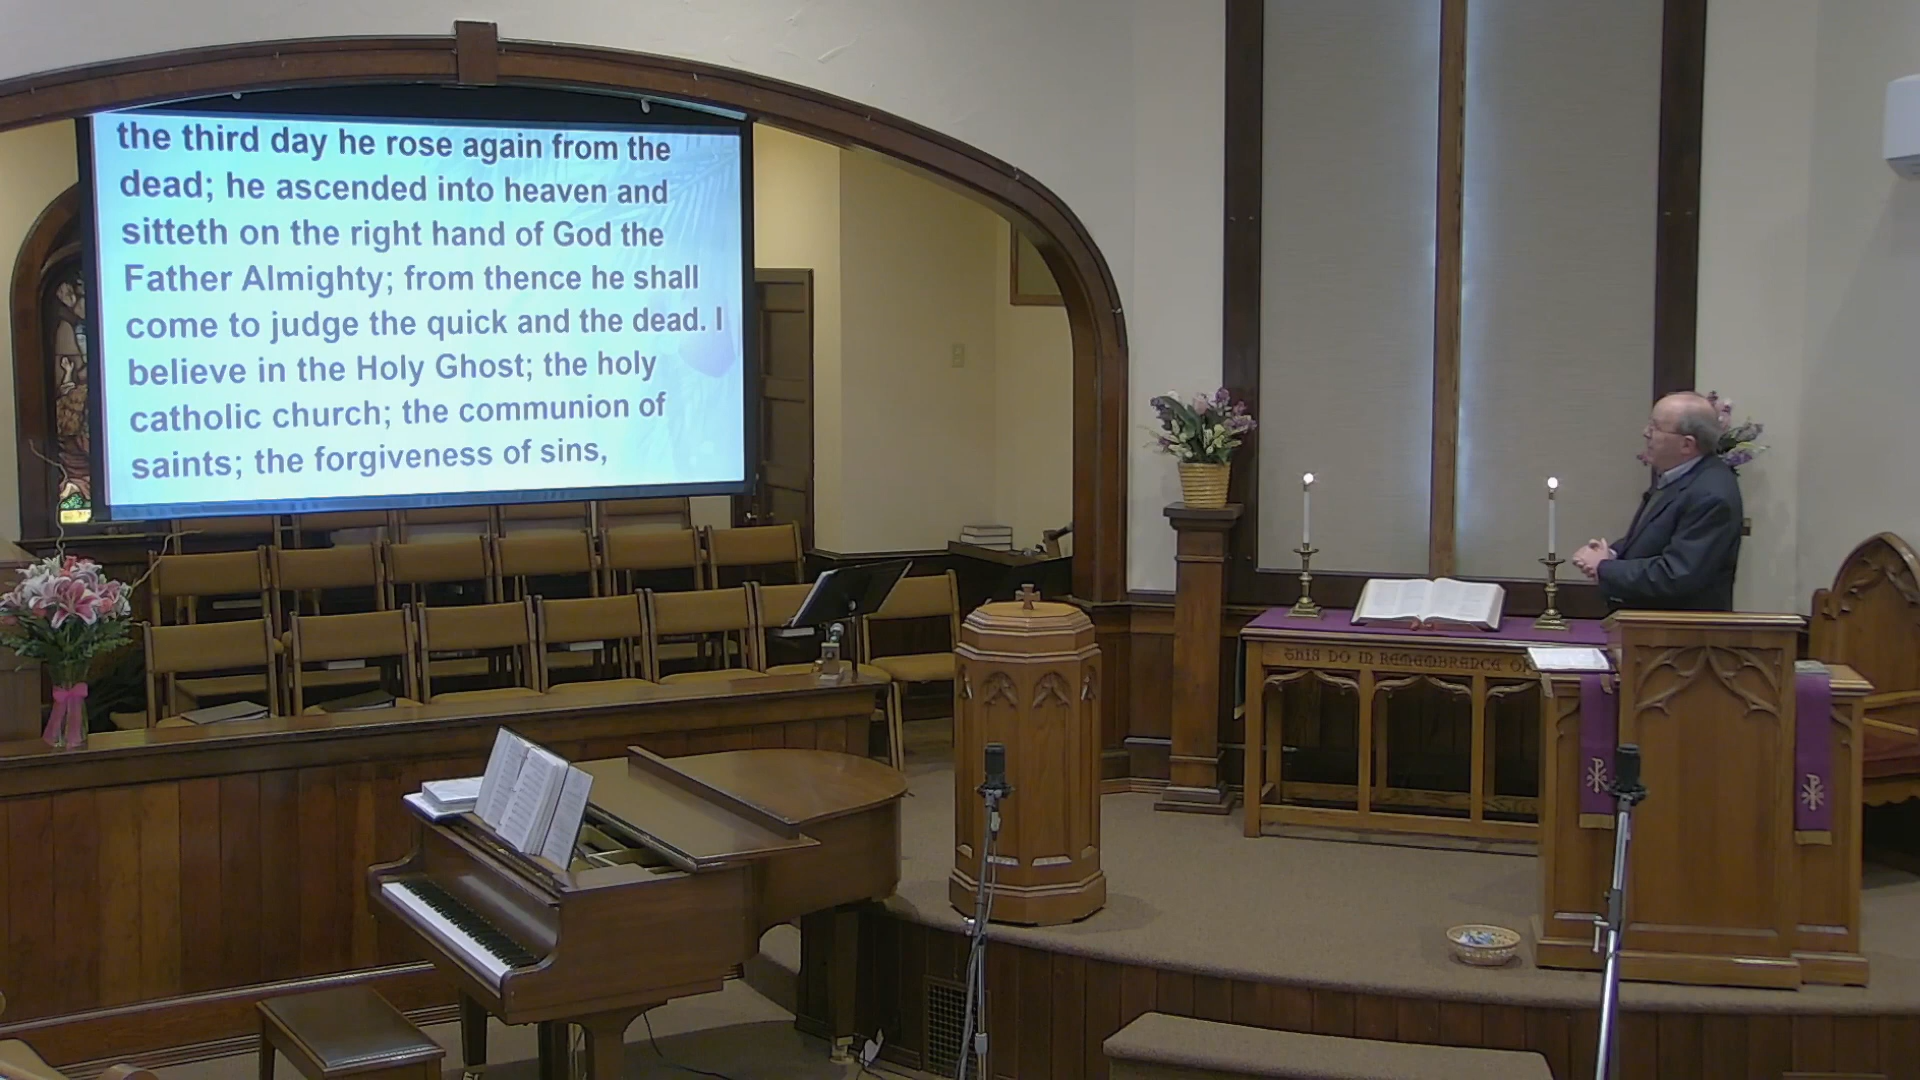 the third day he rose again from the
dead; he ascended into heaven and
sitteth on the right hand of God the
Father Almighty; from thence he shall
come to judge the quick and the dead. I
believe in the Holy Ghost; the holy
catholic church; the communion of
saints; the forgiveness of sins,
THIS DO IN REMEMBRANCE OF